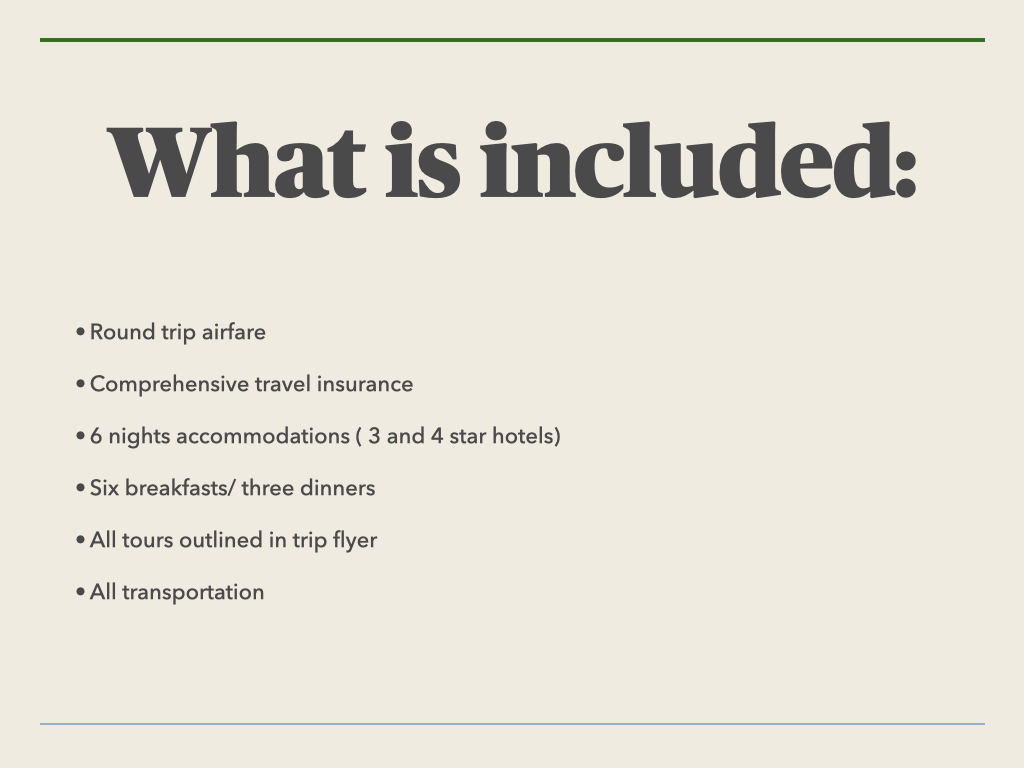 What is included:
• Round trip airfare
• Comprehensive travel insurance
• 6 nights accommodations ( 3 and 4 star hotels)
• Six breakfasts/ three dinners
• All tours outlined in trip flyer
• All transportation